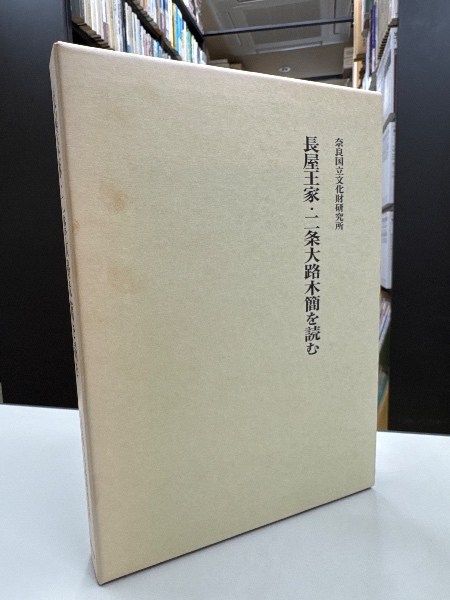 奈良国立文化財研究所
長屋王家・二条大路木簡を読む